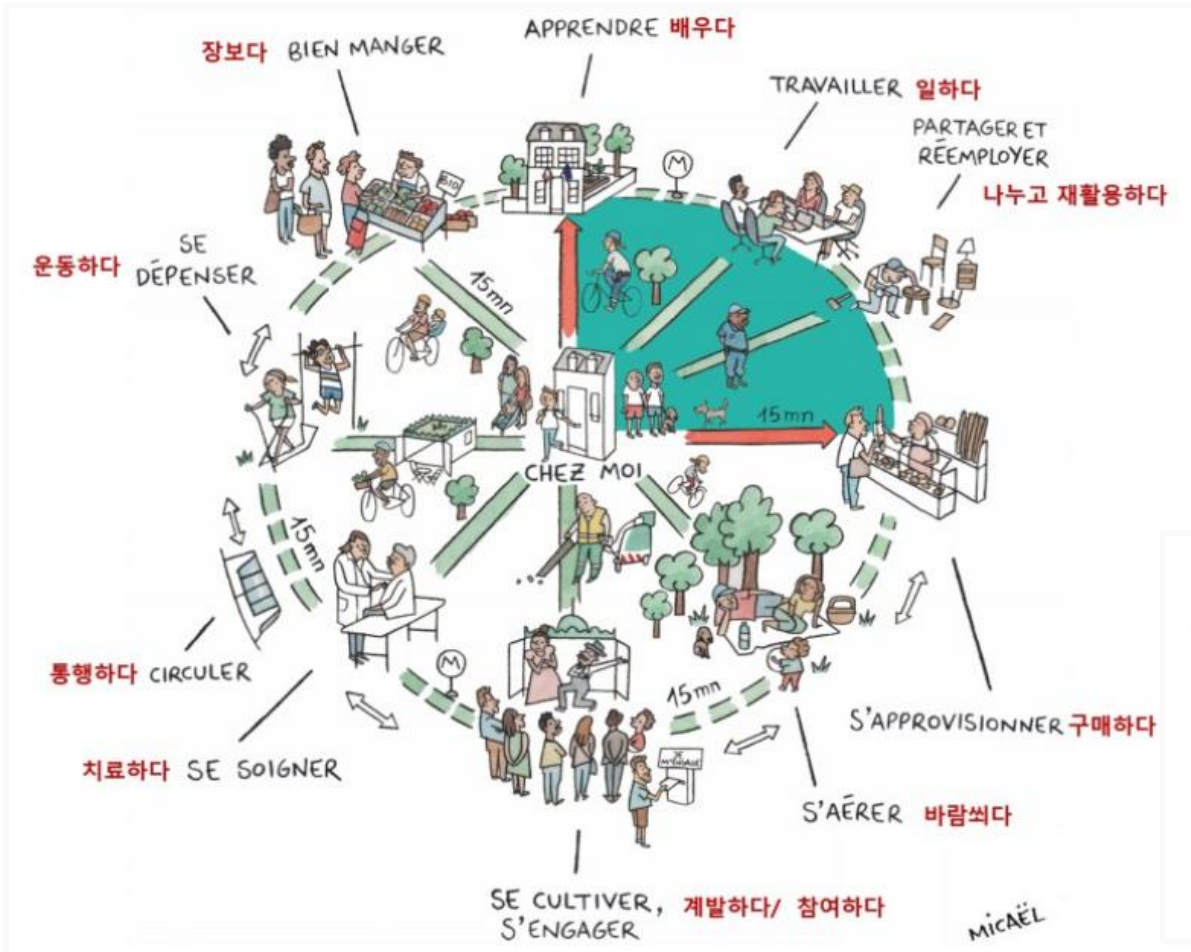 APPRENDRE 배우다
장보다 BIEN MANGER
TRAVAILLER 일하다
PARTAGER ET
RÉEMPLOYER
나누고 재활용하다
M
BIO
SE
운동하다 DÉPENSER
15mn
15mn
CHEZ MOI
15mn
통행하다 CIRCULER
M
15mn
S'APPROVISIONNER 구매하다
치료하다 SE SOIGNER
JE
M'ENGAGE
S'AÉRER 바람쐬다
SE CULTIVER, 계발하다/ 참여하다
S'ENGAGER
MICAËL